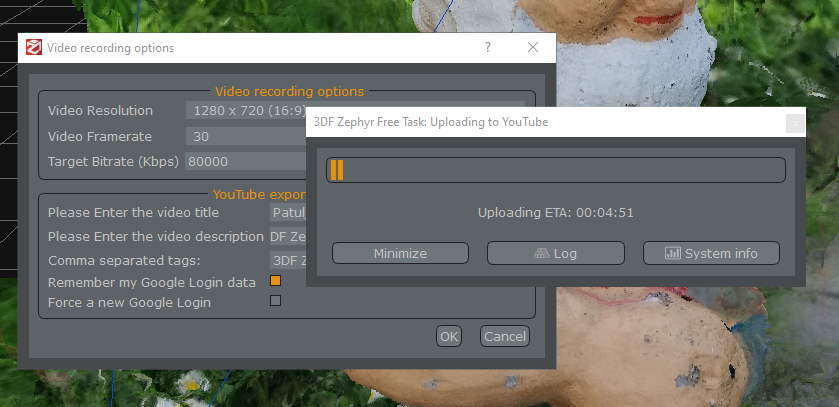 Video recording options
?
Video recording options
Video Resolution
1280 x 720 (16:9)
Video Framerate
30
Target Bitrate (Kbps)
80000
3DF Zephyr Free Task: Uploading to YouTube
Uploading ETA: 00:04:51
Minimize
Log
System info
YouTube expor
Please Enter the video title
Patul
Please Enter the video description
DF Ze
Comma separated tags:
3DF Z
Remember my Google Login data
Force a new Google Login
OK
Cancel